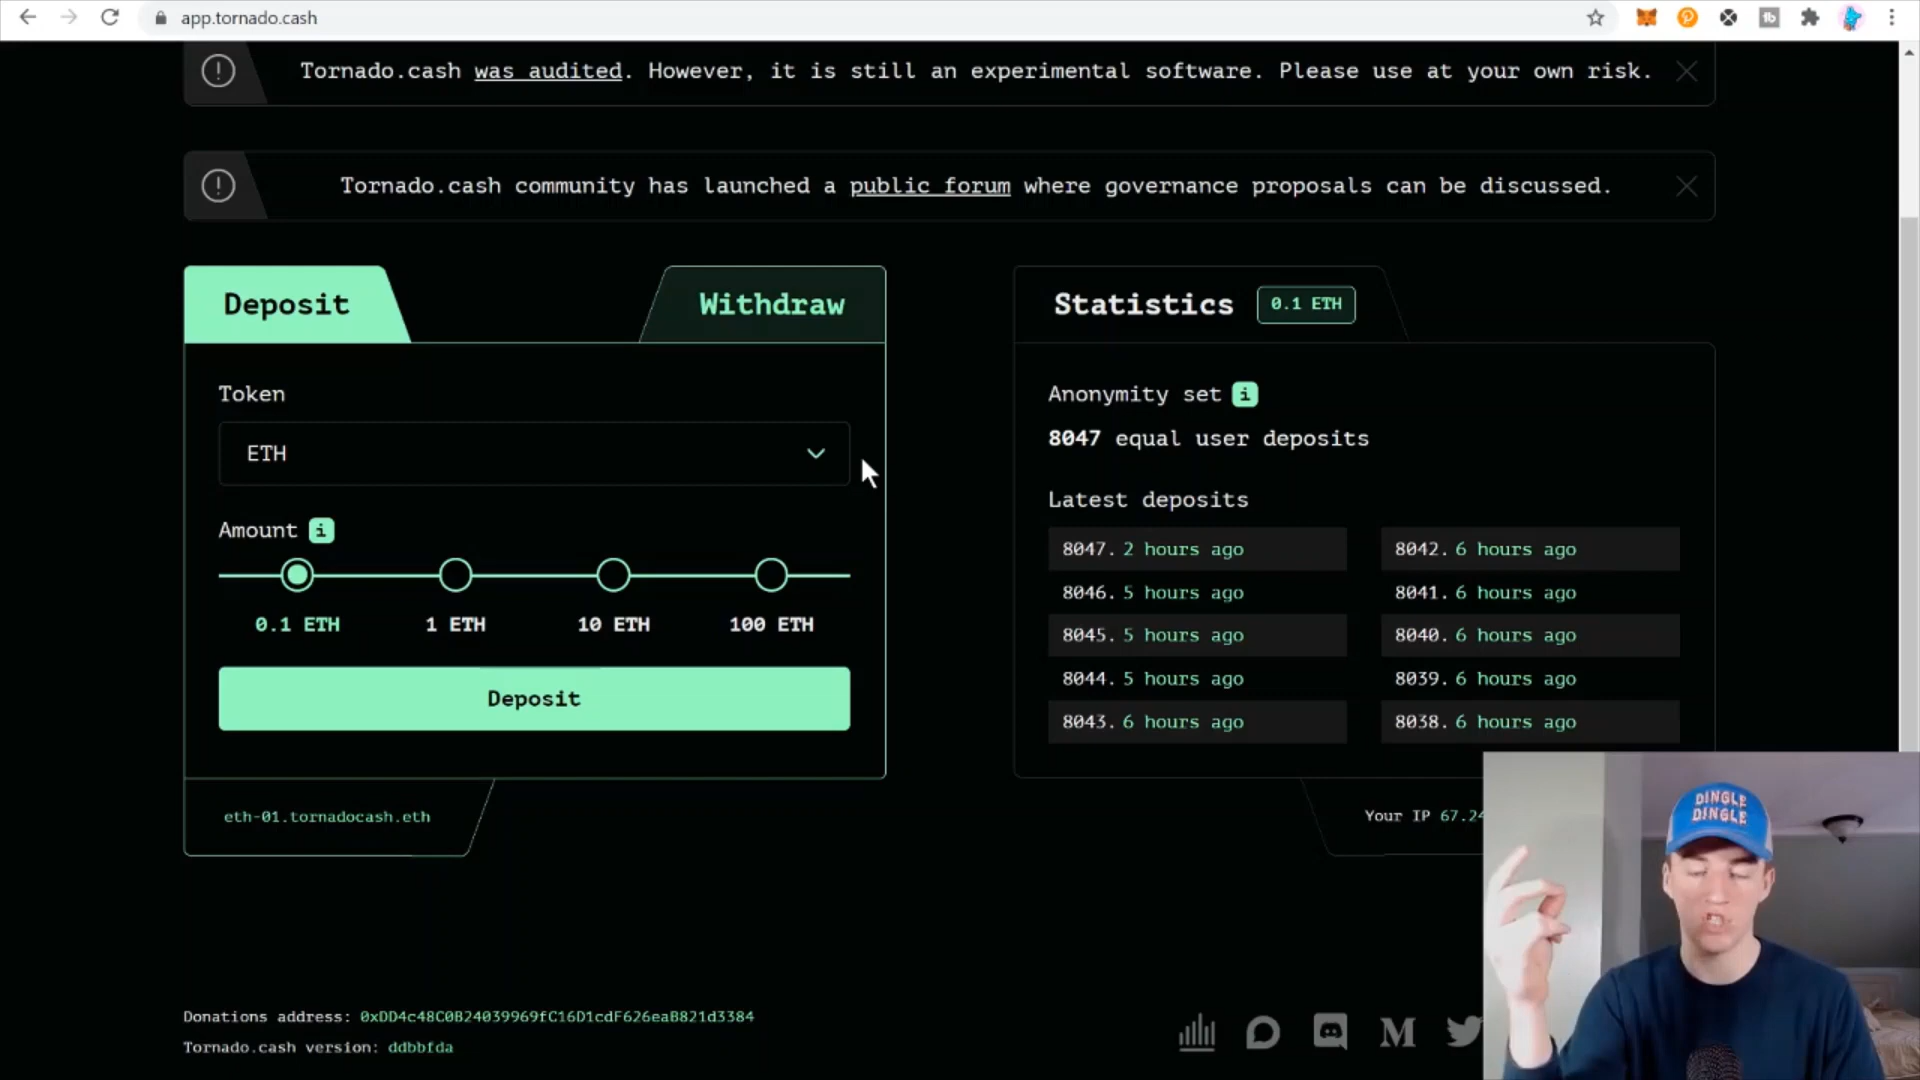 app.tornado.cash
Tornado.cash was audited. However, it is still an experimental software. Please use at your own risk.
Tornado.cash community has launched a public forum where governance proposals can be discussed.
Deposit
Withdraw
Token
ETH
Amount i
0.1 ETH
1 ETH
10 ETH
100 ETH
Deposit
eth-01.tornadocash.eth
Statistics 0.1 ETH
Anonymity set i
8047 equal user deposits
Latest deposits
8047. 2 hours ago
8046. 5 hours ago
8045. 5 hours ago
8044. 5 hours ago
8043. 6 hours ago
8042. 6 hours ago
8041. 6 hours ago
8040. 6 hours ago
8039. 6 hours ago
8038. 6 hours ago
Your IP 67.24
DINGLE
DINGLE
Donations address: 0xDD4c48C0B24039969fC16D1cdF626eaB821d3384
Tornado.cash version: ddbbfda